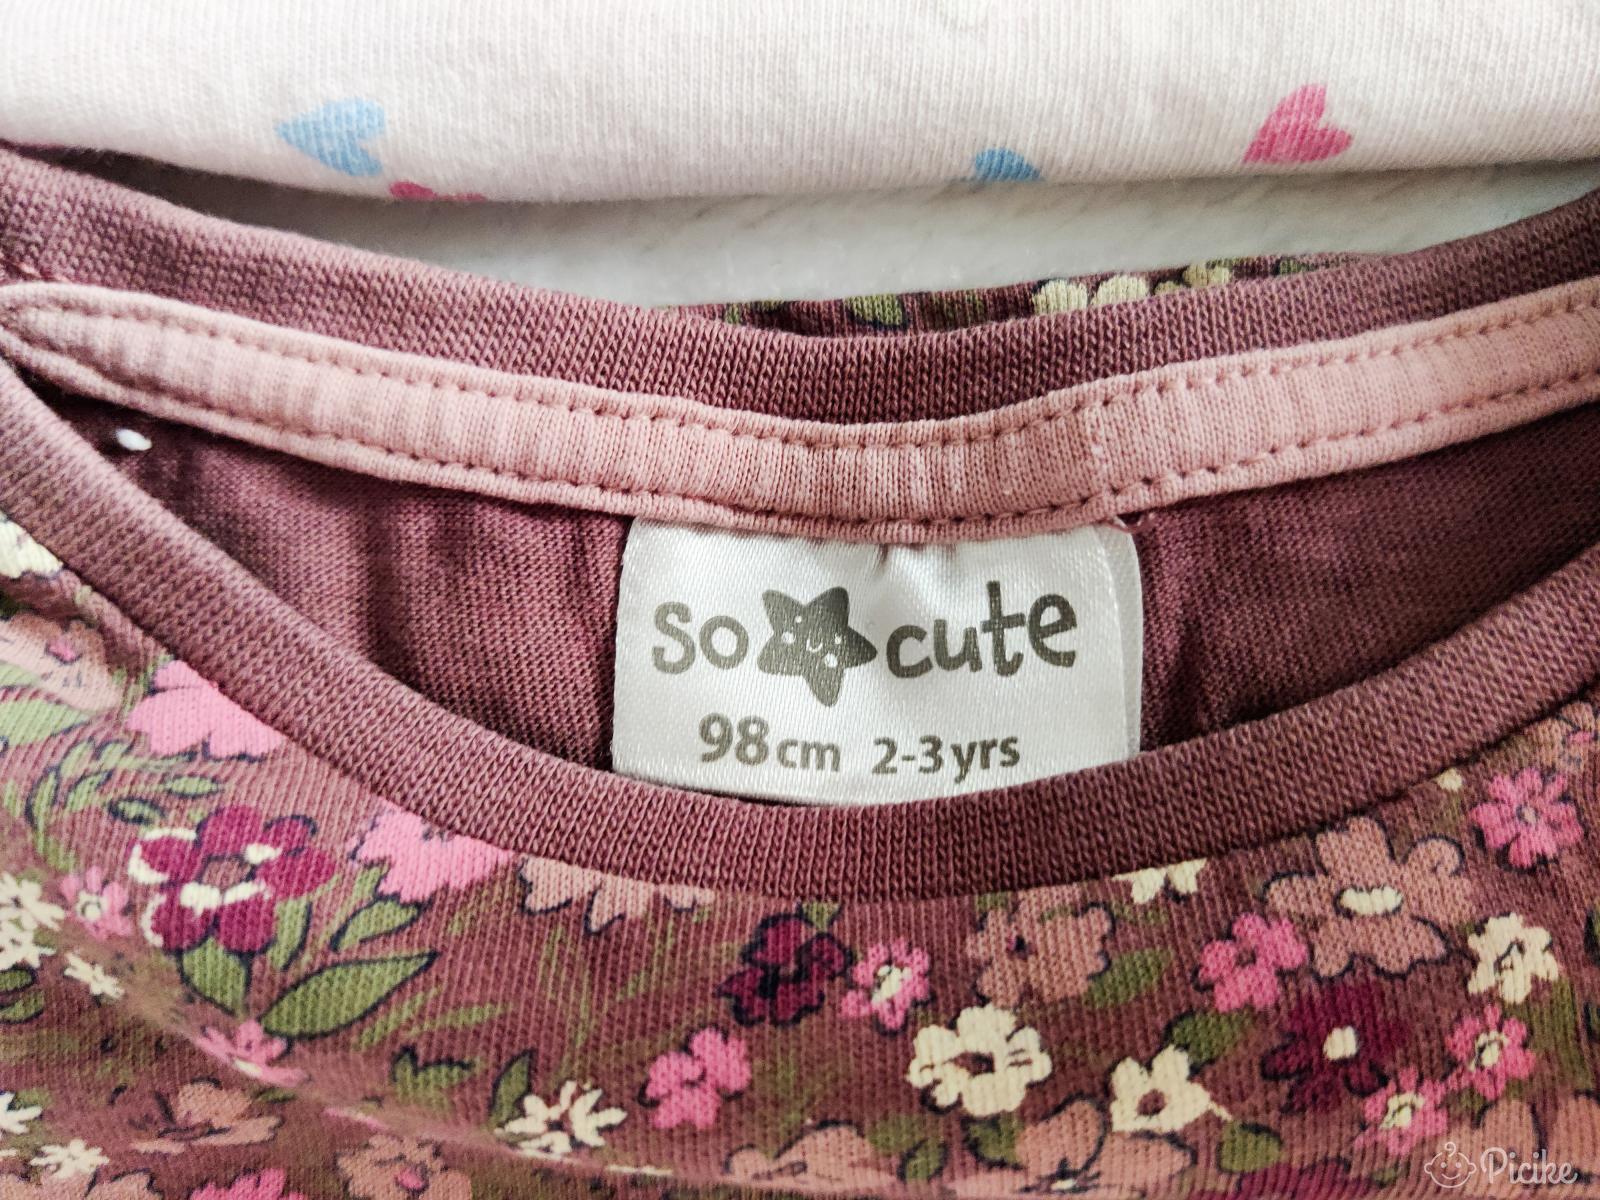 so cute
98 cm 2-3 yrs
Picike